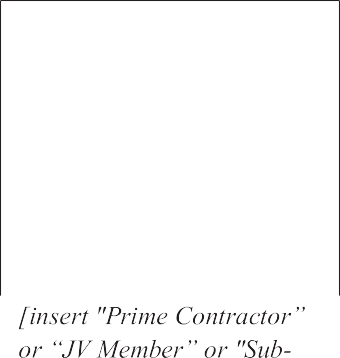 [insert "Prime Contractor”
or “JV Member” or "Sub-